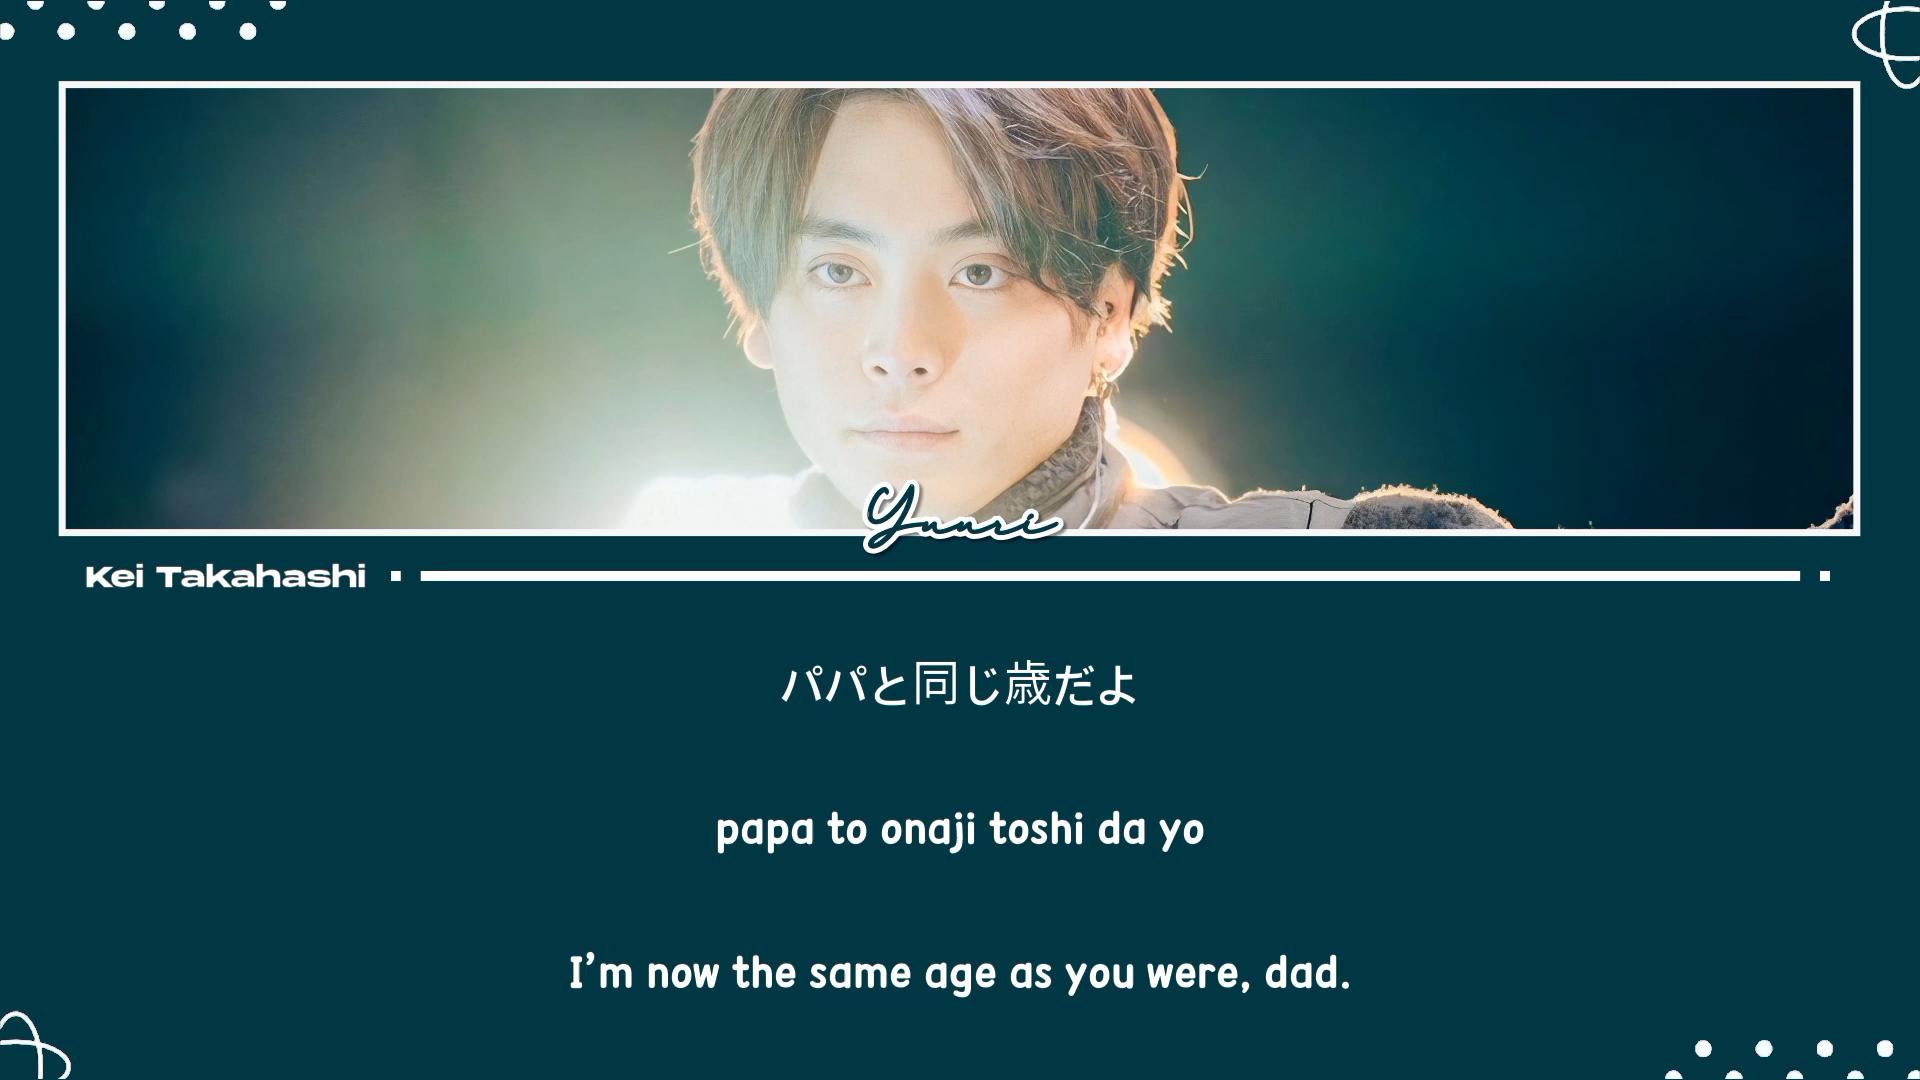 Yuuri
Kei Takahashi
パパと同じ歳だよ
papa to onaji toshi da yo
I'm now the same age as you were, dad.